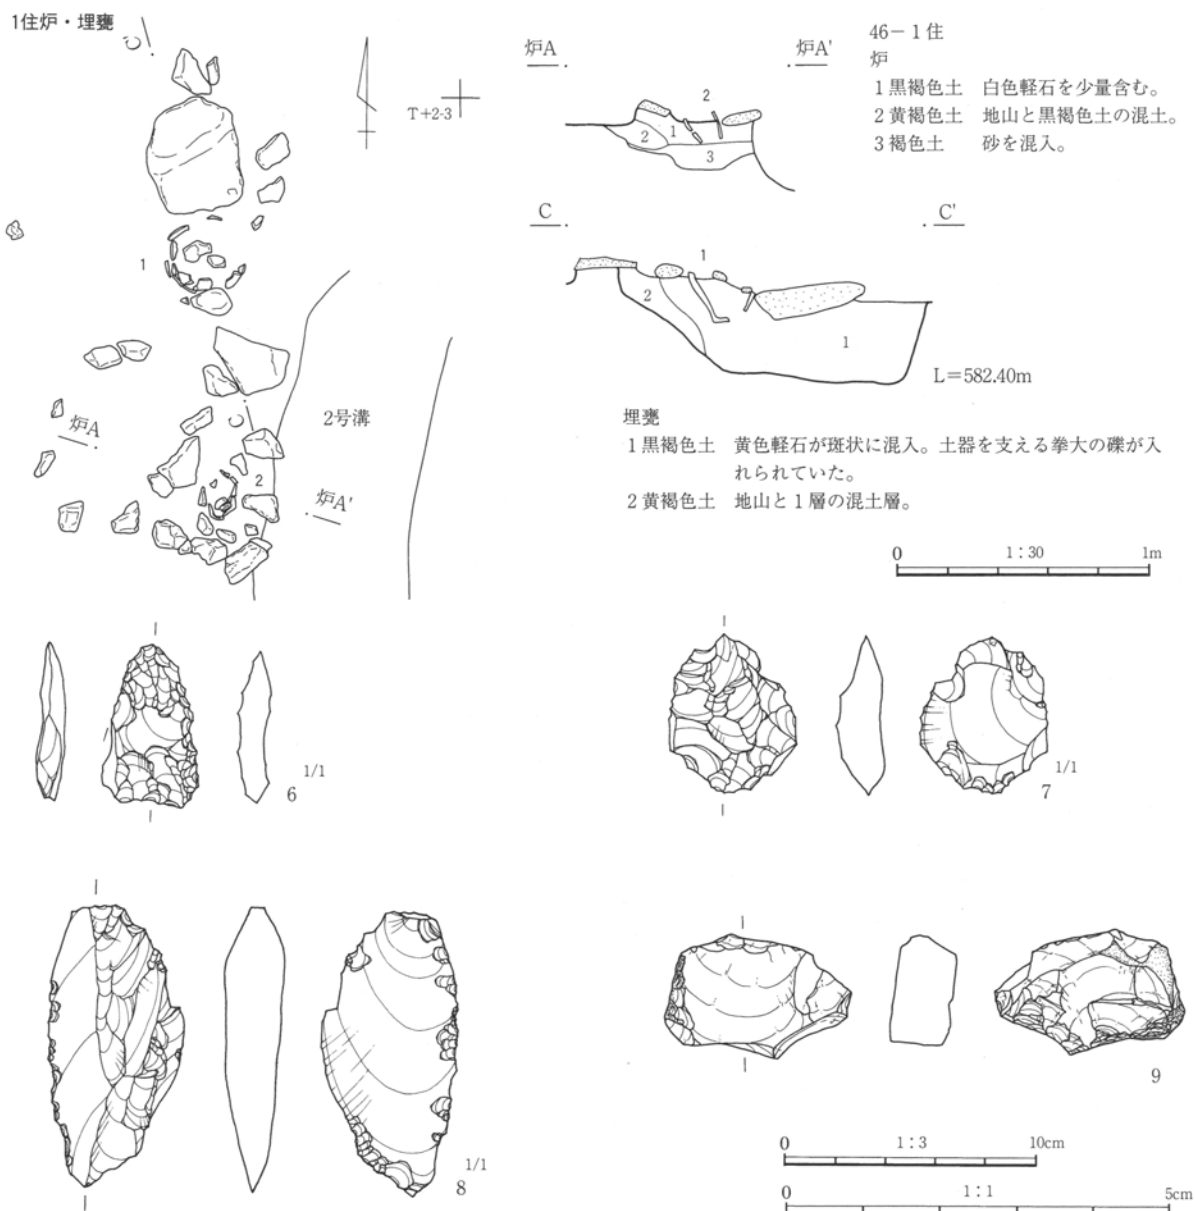 1住炉・埋甕
C'
T+2-3
1
2号溝
炉A
C
2
炉A'
炉A
炉A'
2
2
1
3
C
C'
1
2
1
L=582.40m
46－1住
炉
1 黒褐色土　白色軽石を少量含む。
2 黄褐色土　地山と黒褐色土の混土。
3 褐色土　砂を混入。
埋甕
1 黒褐色土　黄色軽石が斑状に混入。土器を支える拳大の礫が入
れられていた。
2 黄褐色土　地山と1層の混土層。
0　1：30　1m
1/1
6
1/1
7
1/1
8
9
0　1：3　10cm
0　1：1　5cm